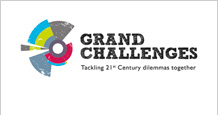 GRAND
CHALLENGES
Tackling 21st Century dilemmas together